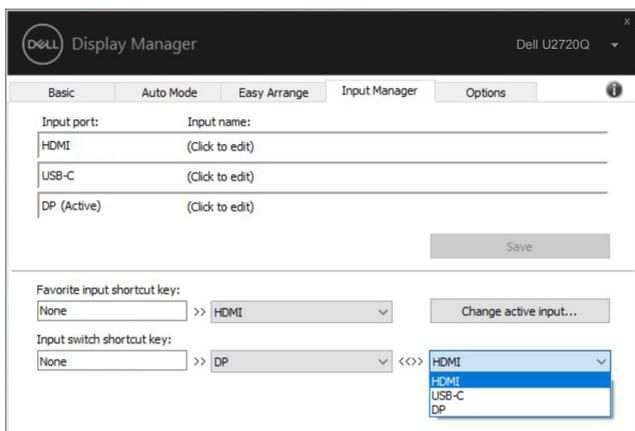 x
DELL Display Manager Dell U2720Q
Basic Auto Mode Easy Arrange Input Manager Options i
Input port: Input name:
HDMI (Click to edit)
USB-C (Click to edit)
DP (Active) (Click to edit)
Save
Favorite input shortcut key:
None >> HDMI Change active input...
Input switch shortcut key:
None >> DP <<>> HDMI
HDMI
USB-C
DP